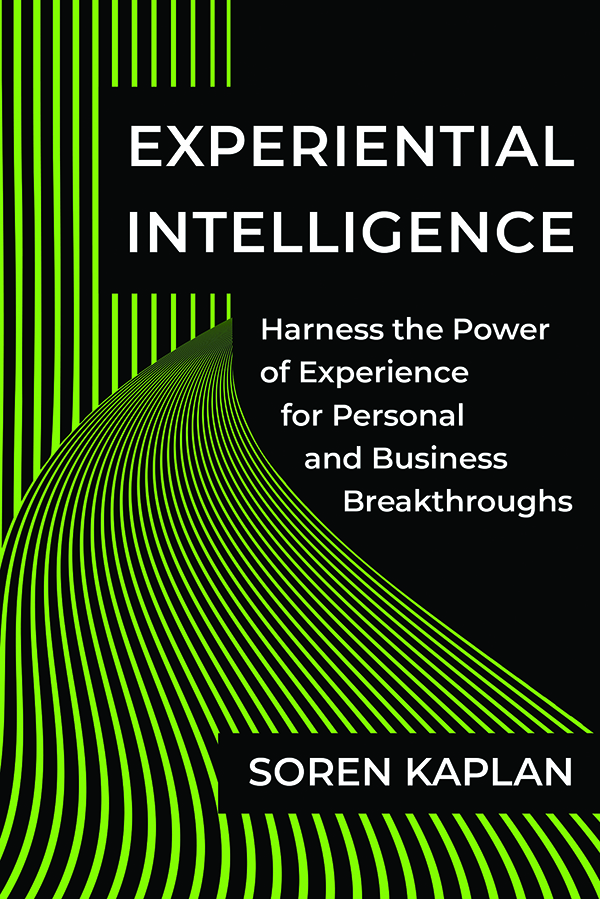 EXPERIENTIAL
INTELLIGENCE
Harness the Power
of Experience
for Personal
and Business
Breakthroughs
SOREN KAPLAN